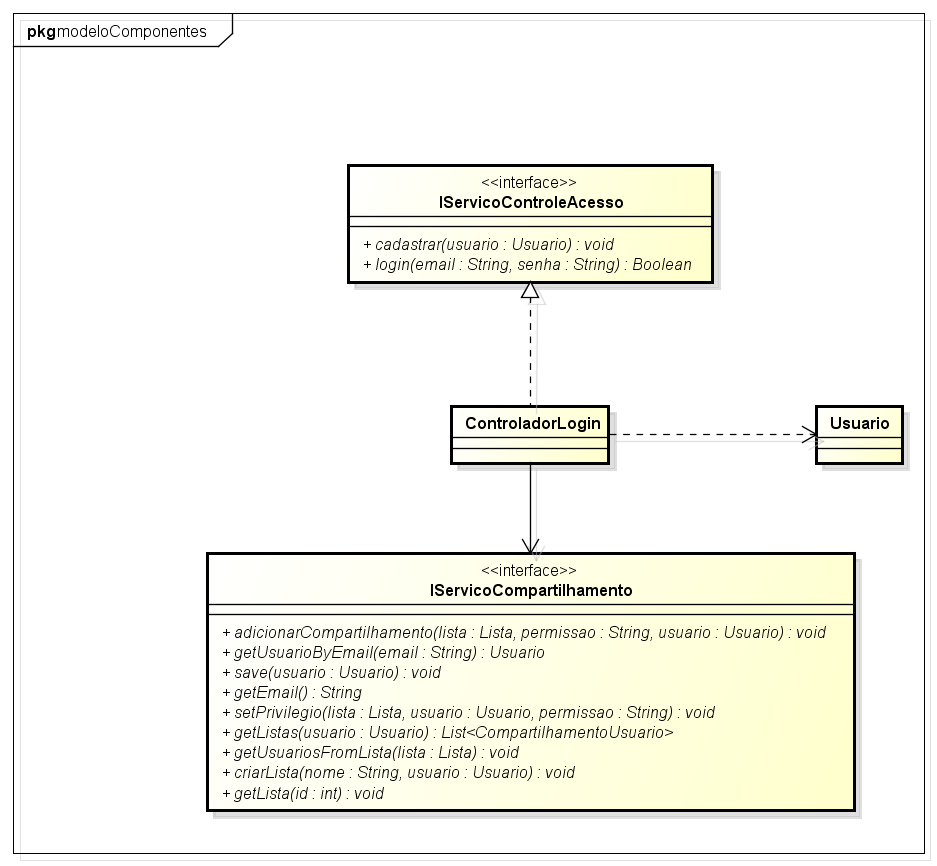 pkg modeloComponentes
<<interface>>
IServicoControleAcesso
+ cadastrar(usuario : Usuario) : void
+ login(email : String, senha : String) : Boolean
ControladorLogin
Usuario
<<interface>>
IServicoCompartilhamento
+ adicionarCompartilhamento(lista : Lista, permissao : String, usuario : Usuario) : void
+ getUsuarioByEmail(email : String) : Usuario
+ save(usuario : Usuario) : void
+ getEmail() : String
+ setPrivilegio(lista : Lista, usuario : Usuario, permissao : String) : void
+ getListas(usuario : Usuario) : List<CompartilhamentoUsuario>
+ getUsuariosFromLista(lista : Lista) : void
+ criarLista(nome : String, usuario : Usuario) : void
+ getLista(id : int) : void